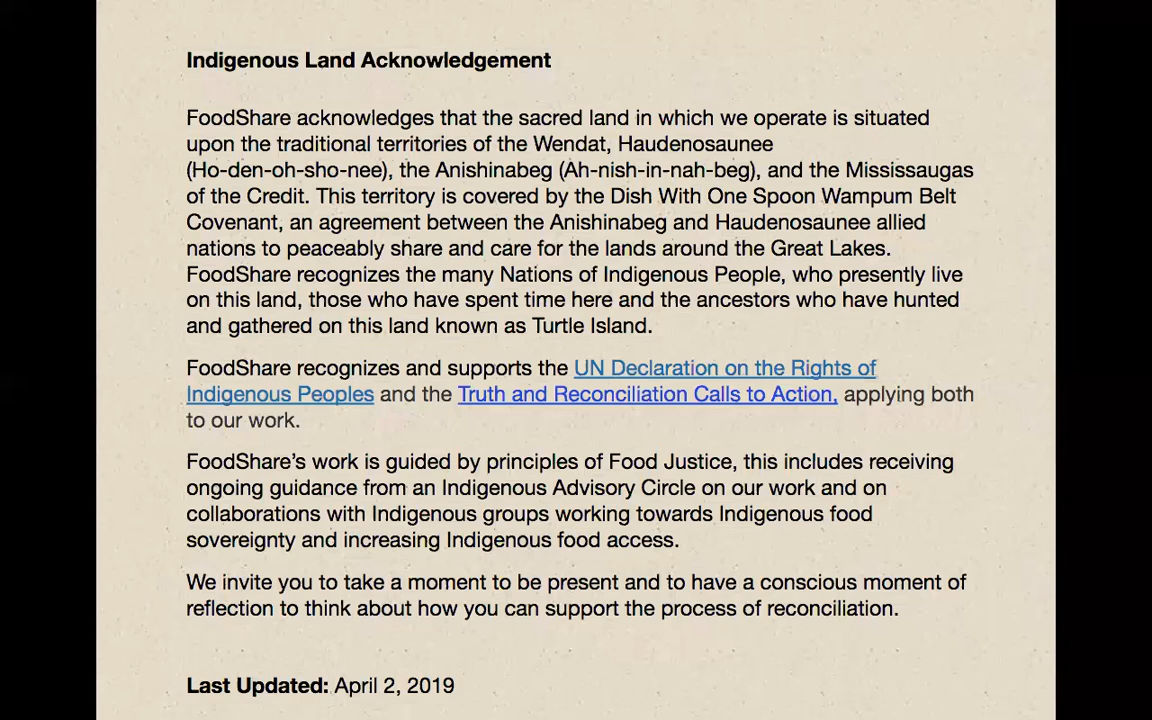 Indigenous Land Acknowledgement
FoodShare acknowledges that the sacred land in which we operate is situated
upon the traditional territories of the Wendat, Haudenosaunee
(Ho-den-oh-sho-nee), the Anishinabeg (Ah-nish-in-nah-beg), and the Mississaugas
of the Credit. This territory is covered by the Dish With One Spoon Wampum Belt
Covenant, an agreement between the Anishinabeg and Haudenosaunee allied
nations to peaceably share and care for the lands around the Great Lakes.
FoodShare recognizes the many Nations of Indigenous People, who presently live
on this land, those who have spent time here and the ancestors who have hunted
and gathered on this land known as Turtle Island.
FoodShare recognizes and supports the UN Declaration on the Rights of
Indigenous Peoples and the Truth and Reconciliation Calls to Action, applying both
to our work.
FoodShare’s work is guided by principles of Food Justice, this includes receiving
ongoing guidance from an Indigenous Advisory Circle on our work and on
collaborations with Indigenous groups working towards Indigenous food
sovereignty and increasing Indigenous food access.
We invite you to take a moment to be present and to have a conscious moment of
reflection to think about how you can support the process of reconciliation.
Last Updated: April 2, 2019